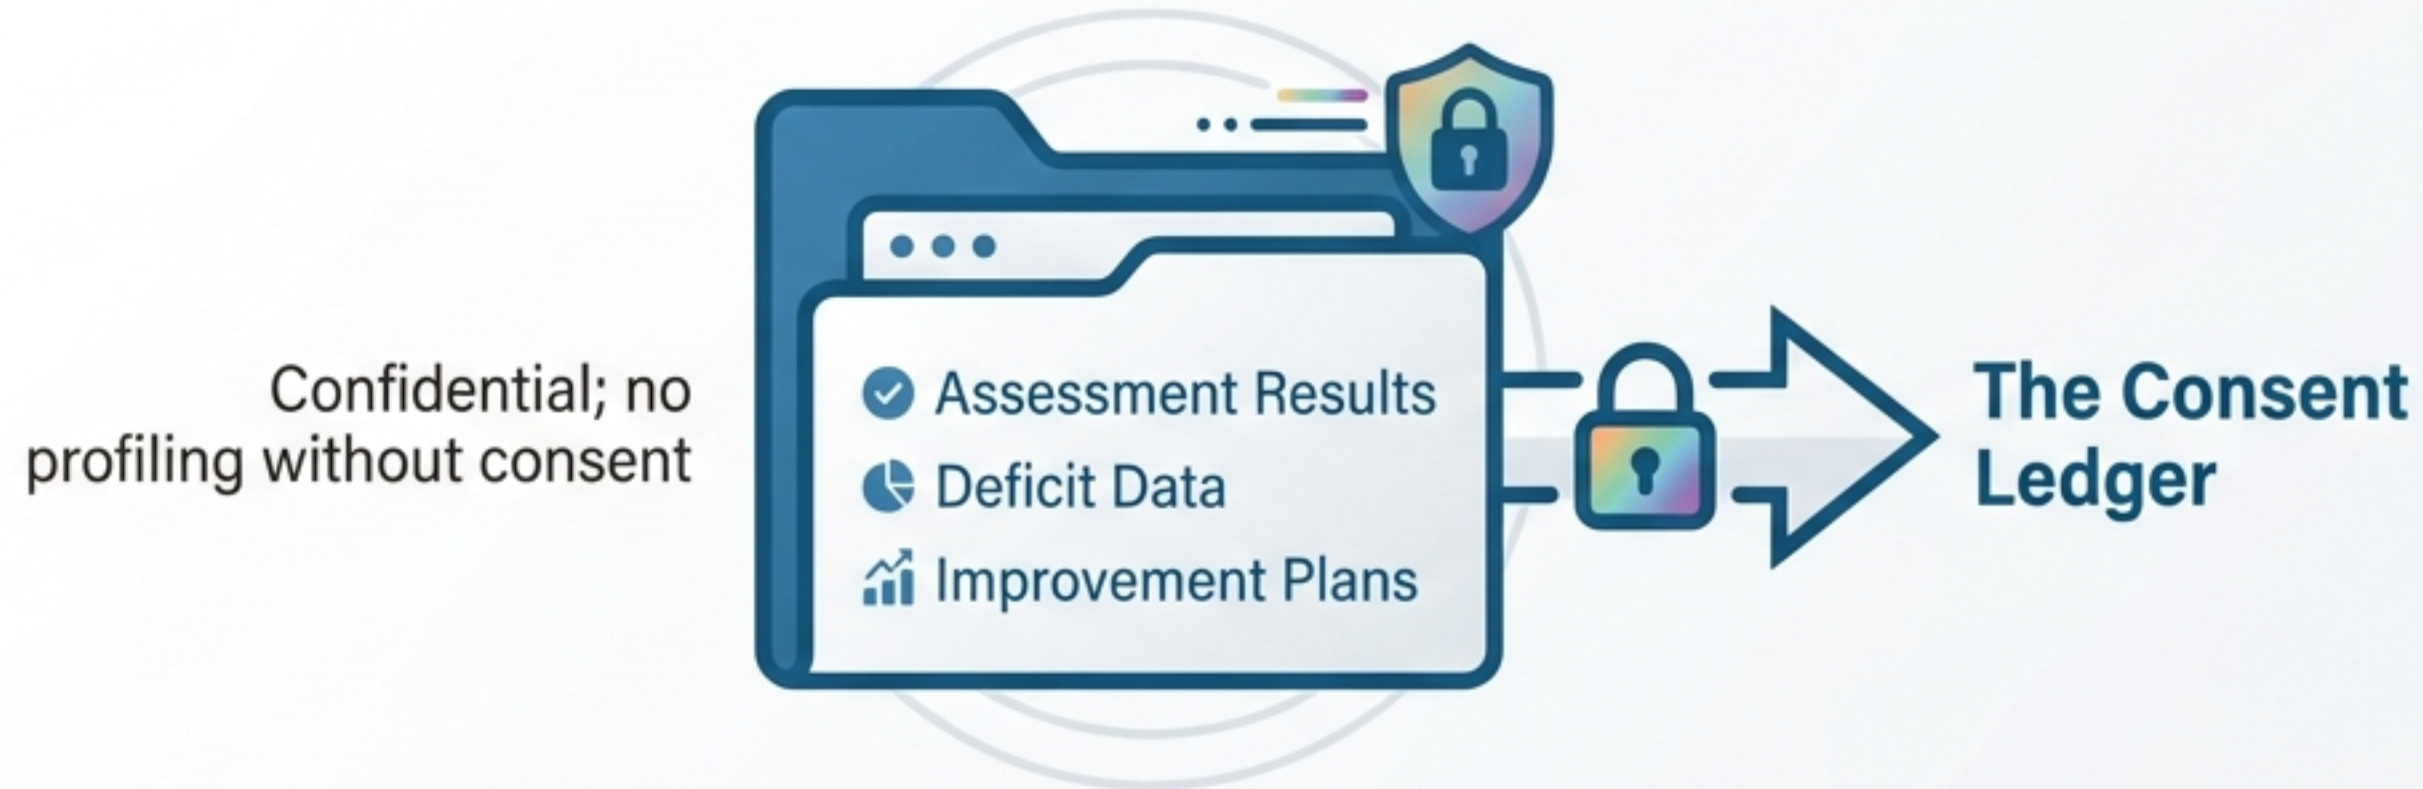 Confidential; no
profiling without consent
Assessment Results
Deficit Data
Improvement Plans
The Consent
Ledger